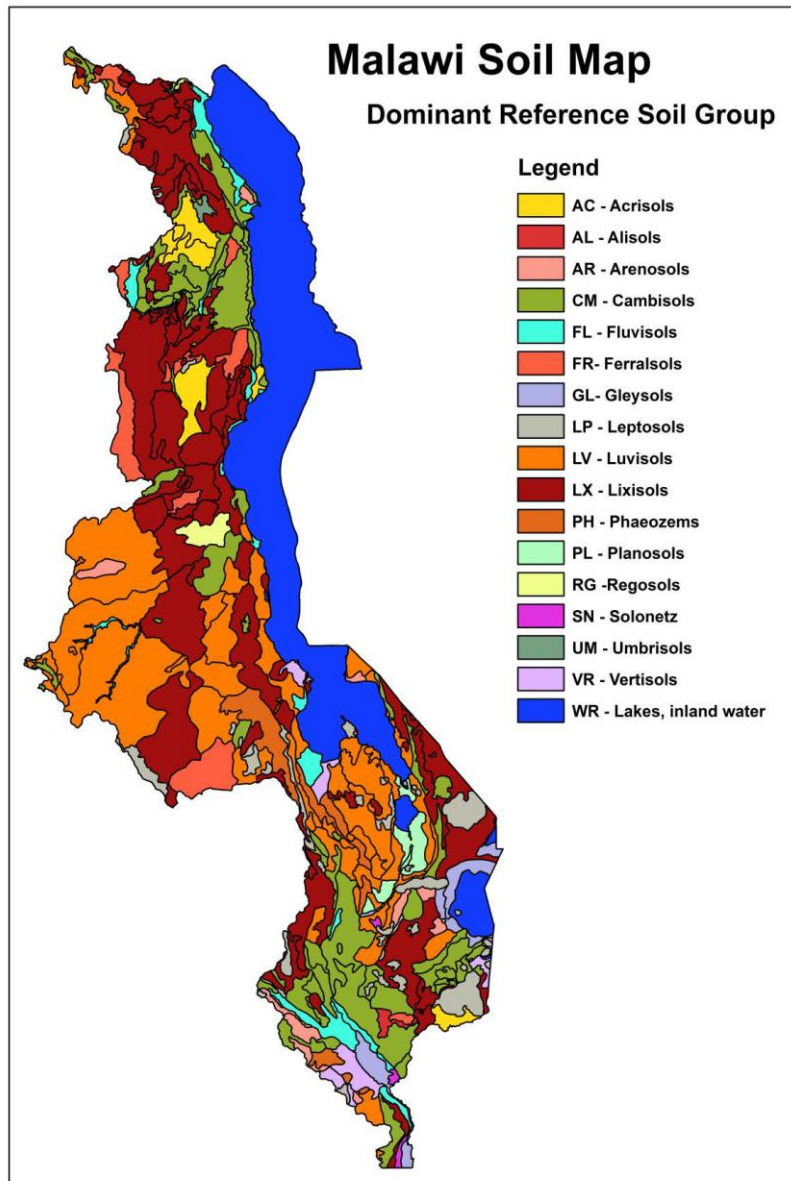 Malawi Soil Map
Dominant Reference Soil Group
Legend
AC - Acrisols
AL - Alisols
AR - Arenosols
CM - Cambisols
FL - Fluvisols
FR- Ferralsols
GL- Gleysols
LP - Leptosols
LV - Luvisols
LX - Lixisols
PH - Phaeozems
PL - Planosols
RG -Regosols
SN - Solonetz
UM - Umbrisols
VR - Vertisols
WR - Lakes, inland water